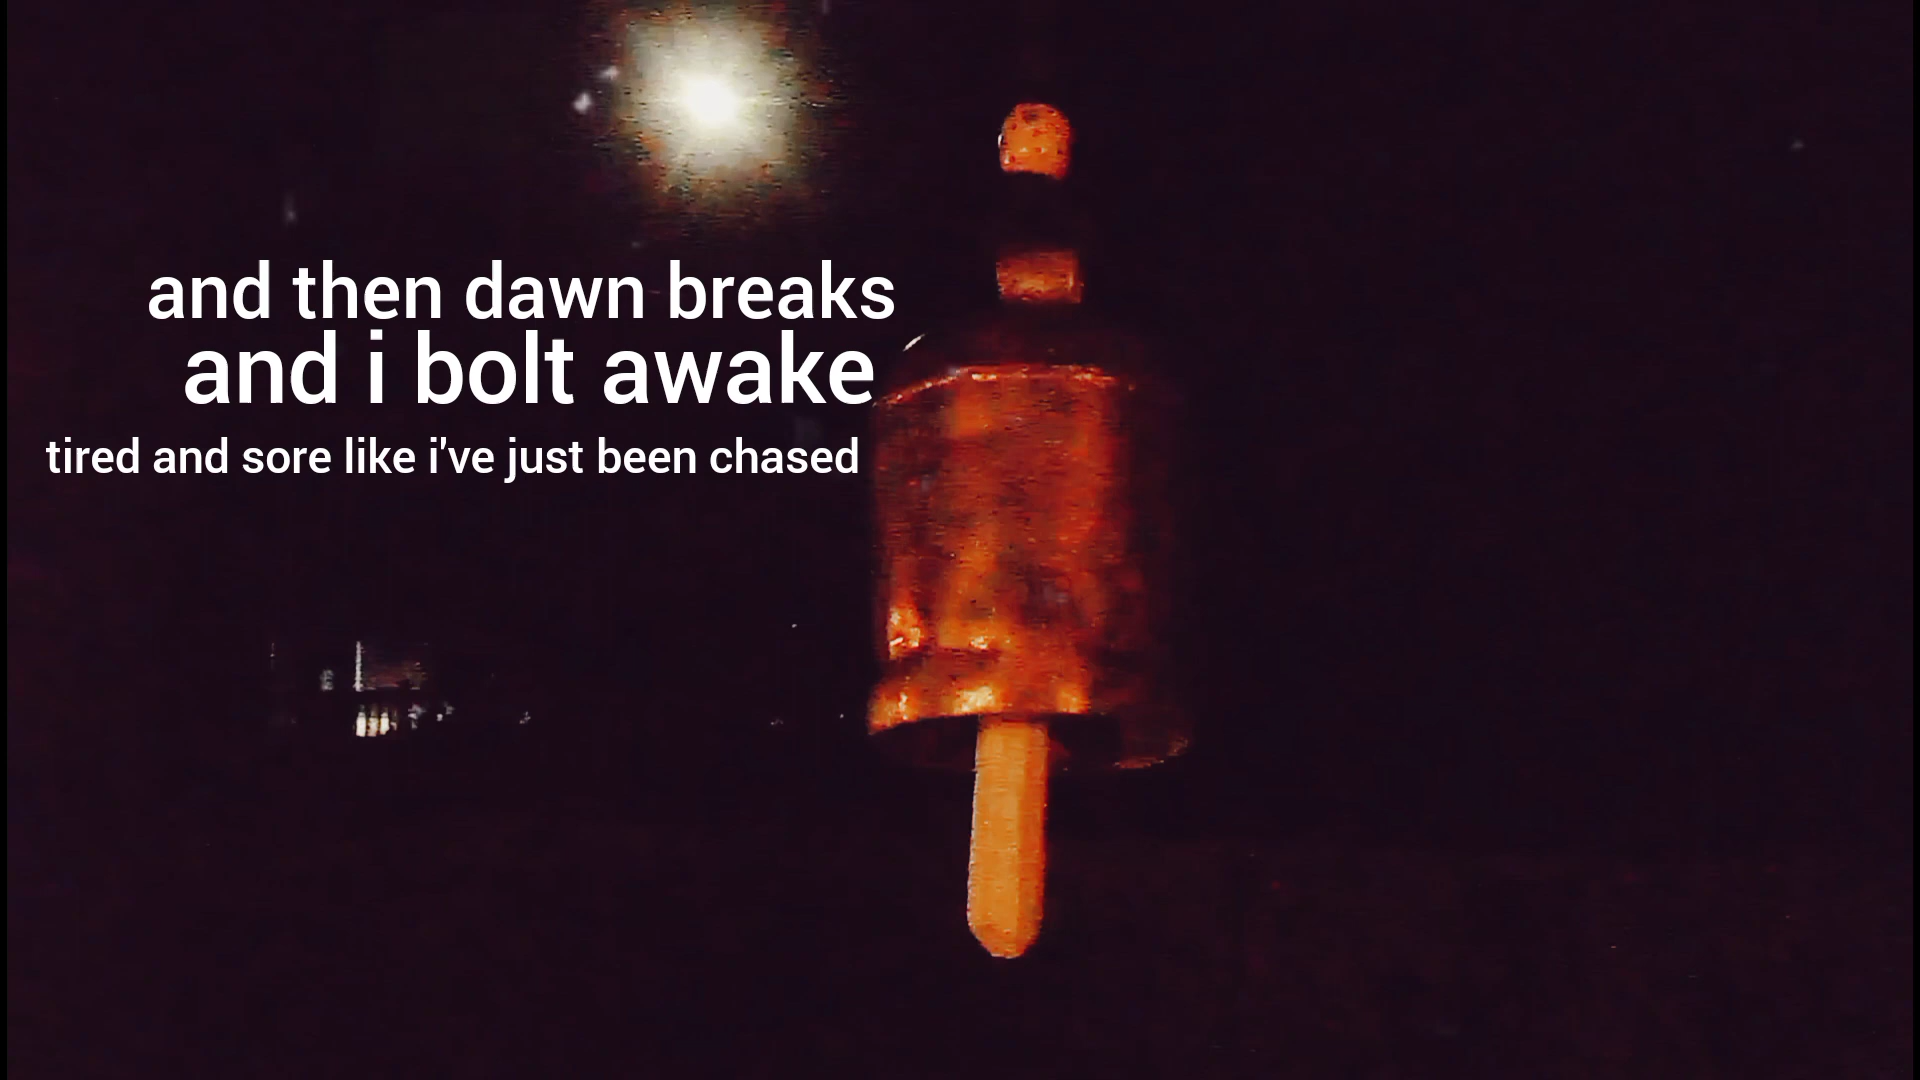 and then dawn breaks
and i bolt awake
tired and sore like i've just been chased